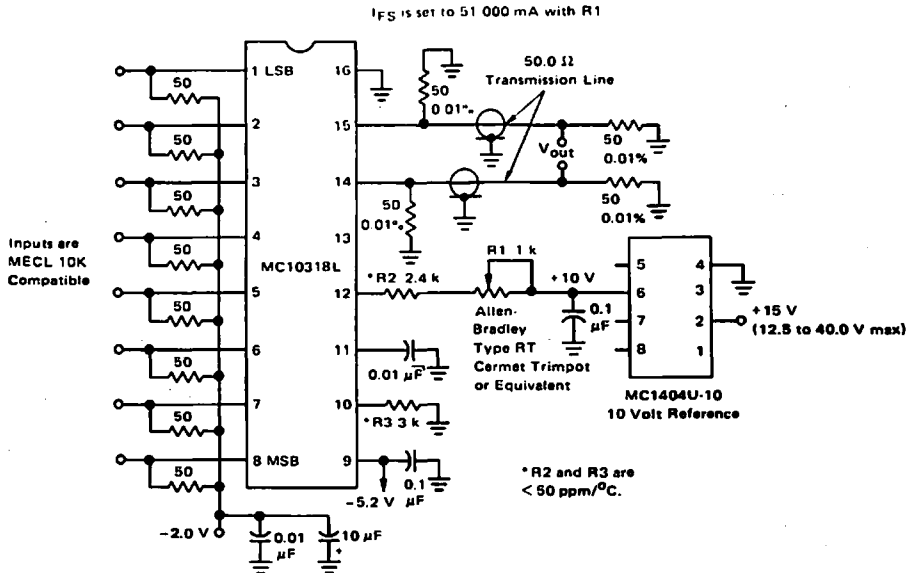 IFS is set to 51 000 mA with R1
50.0 Ω
Transmission Line
50
0.01%
50
0.01%
Vout
50
0.01%
50
0.01%
1 LSB
2
3
4
5
6
7
8 MSB
16
15
14
13
12
11
10
9
50
50
50
50
50
50
50
50
Inputs are
MECL 10K
Compatible
MC10318L
*R2 2.4 k
R1 1 k
+10 V
0.1
µF
Allen-
Bradley
Type RT
Cermet Trimpot
or Equivalent
5
6
7
8
4
3
2
1
+15 V
(12.5 to 40.0 V max)
MC1404U-10
10 Volt Reference
0.01 µF
*R3 3 k
0.1
µF
-5.2 V
*R2 and R3 are
< 50 ppm/°C.
-2.0 V
0.01
µF
10 µF
+